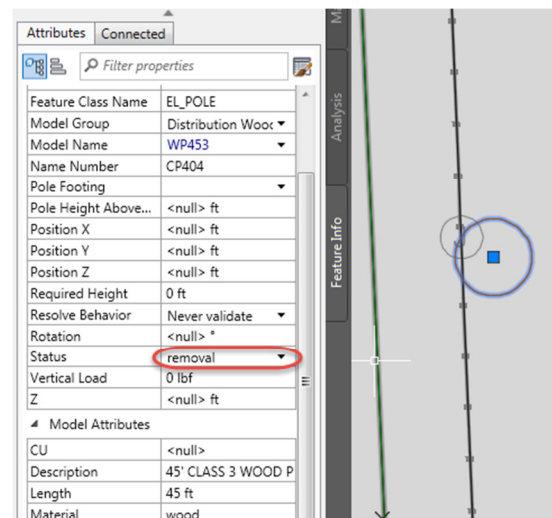 Attributes Connected
Filter properties
Feature Class Name EL_POLE
Model Group Distribution Wooc
Model Name WP453
Name Number CP404
Pole Footing
Pole Height Above...
<null> ft
Position X <null> ft
Position Y <null> ft
Position Z <null> ft
Required Height 0 ft
Resolve Behavior Never validate
Rotation <null> °
Status removal
Vertical Load 0 lbf
Z <null> ft
Model Attributes
CU <null>
Description 45' CLASS 3 WOOD P
Length 45 ft
Material wood
Analysis
Feature Info